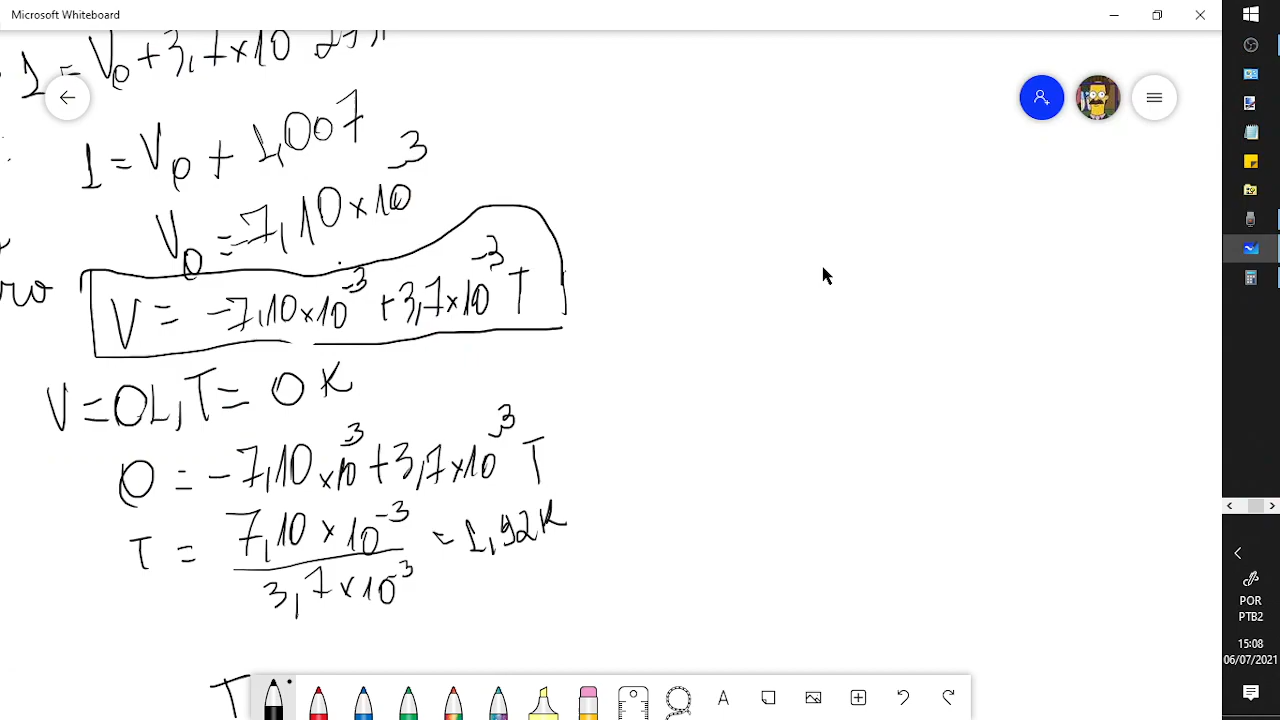 Microsoft Whiteboard
1 = V₀ + 3,7×10
1 = V₀ + 1,007
V₀ = -7,10×10⁻³
V = -7,10×10⁻³ + 3,7×10⁻³ T
V = 0L, T = 0 K
0 = -7,10×10⁻³ + 3,7×10⁻³ T
T = 7,10×10⁻³ / 3,7×10⁻³ = 1,92K
T
A
POR
PTB2
15:08
06/07/2021